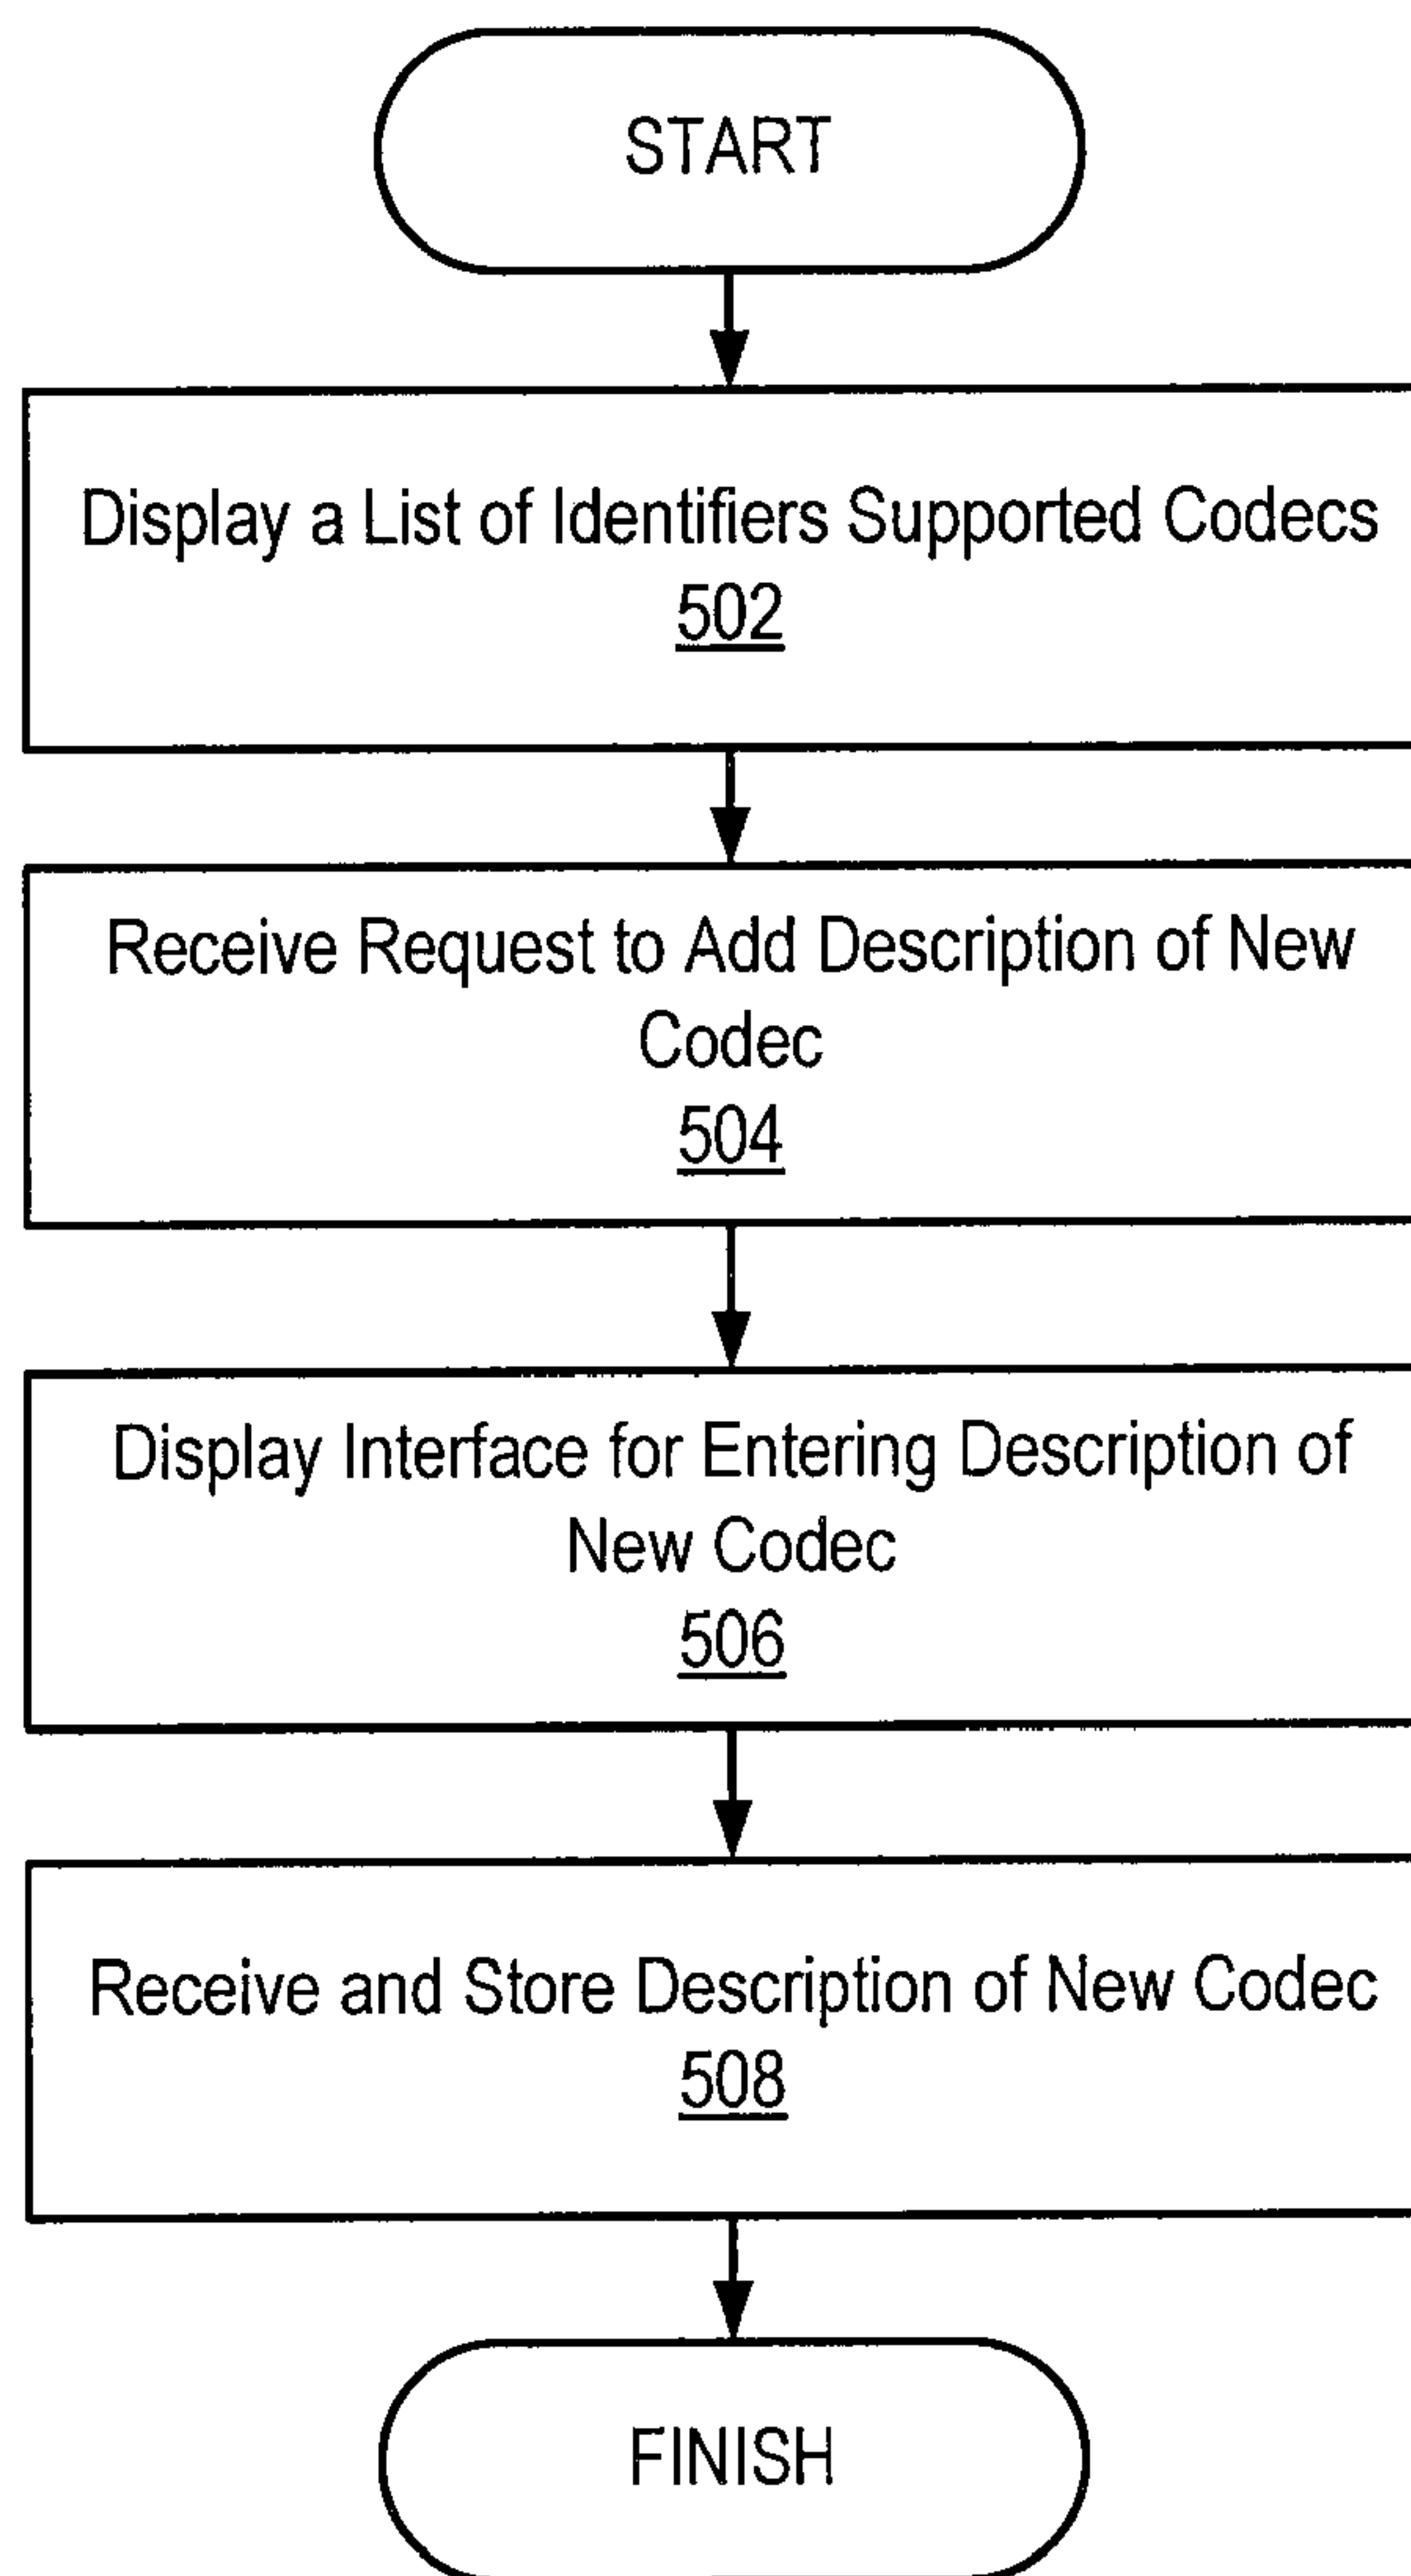 START
Display a List of Identifiers Supported Codecs
502
Receive Request to Add Description of New
Codec
504
Display Interface for Entering Description of
New Codec
506
Receive and Store Description of New Codec
508
FINISH